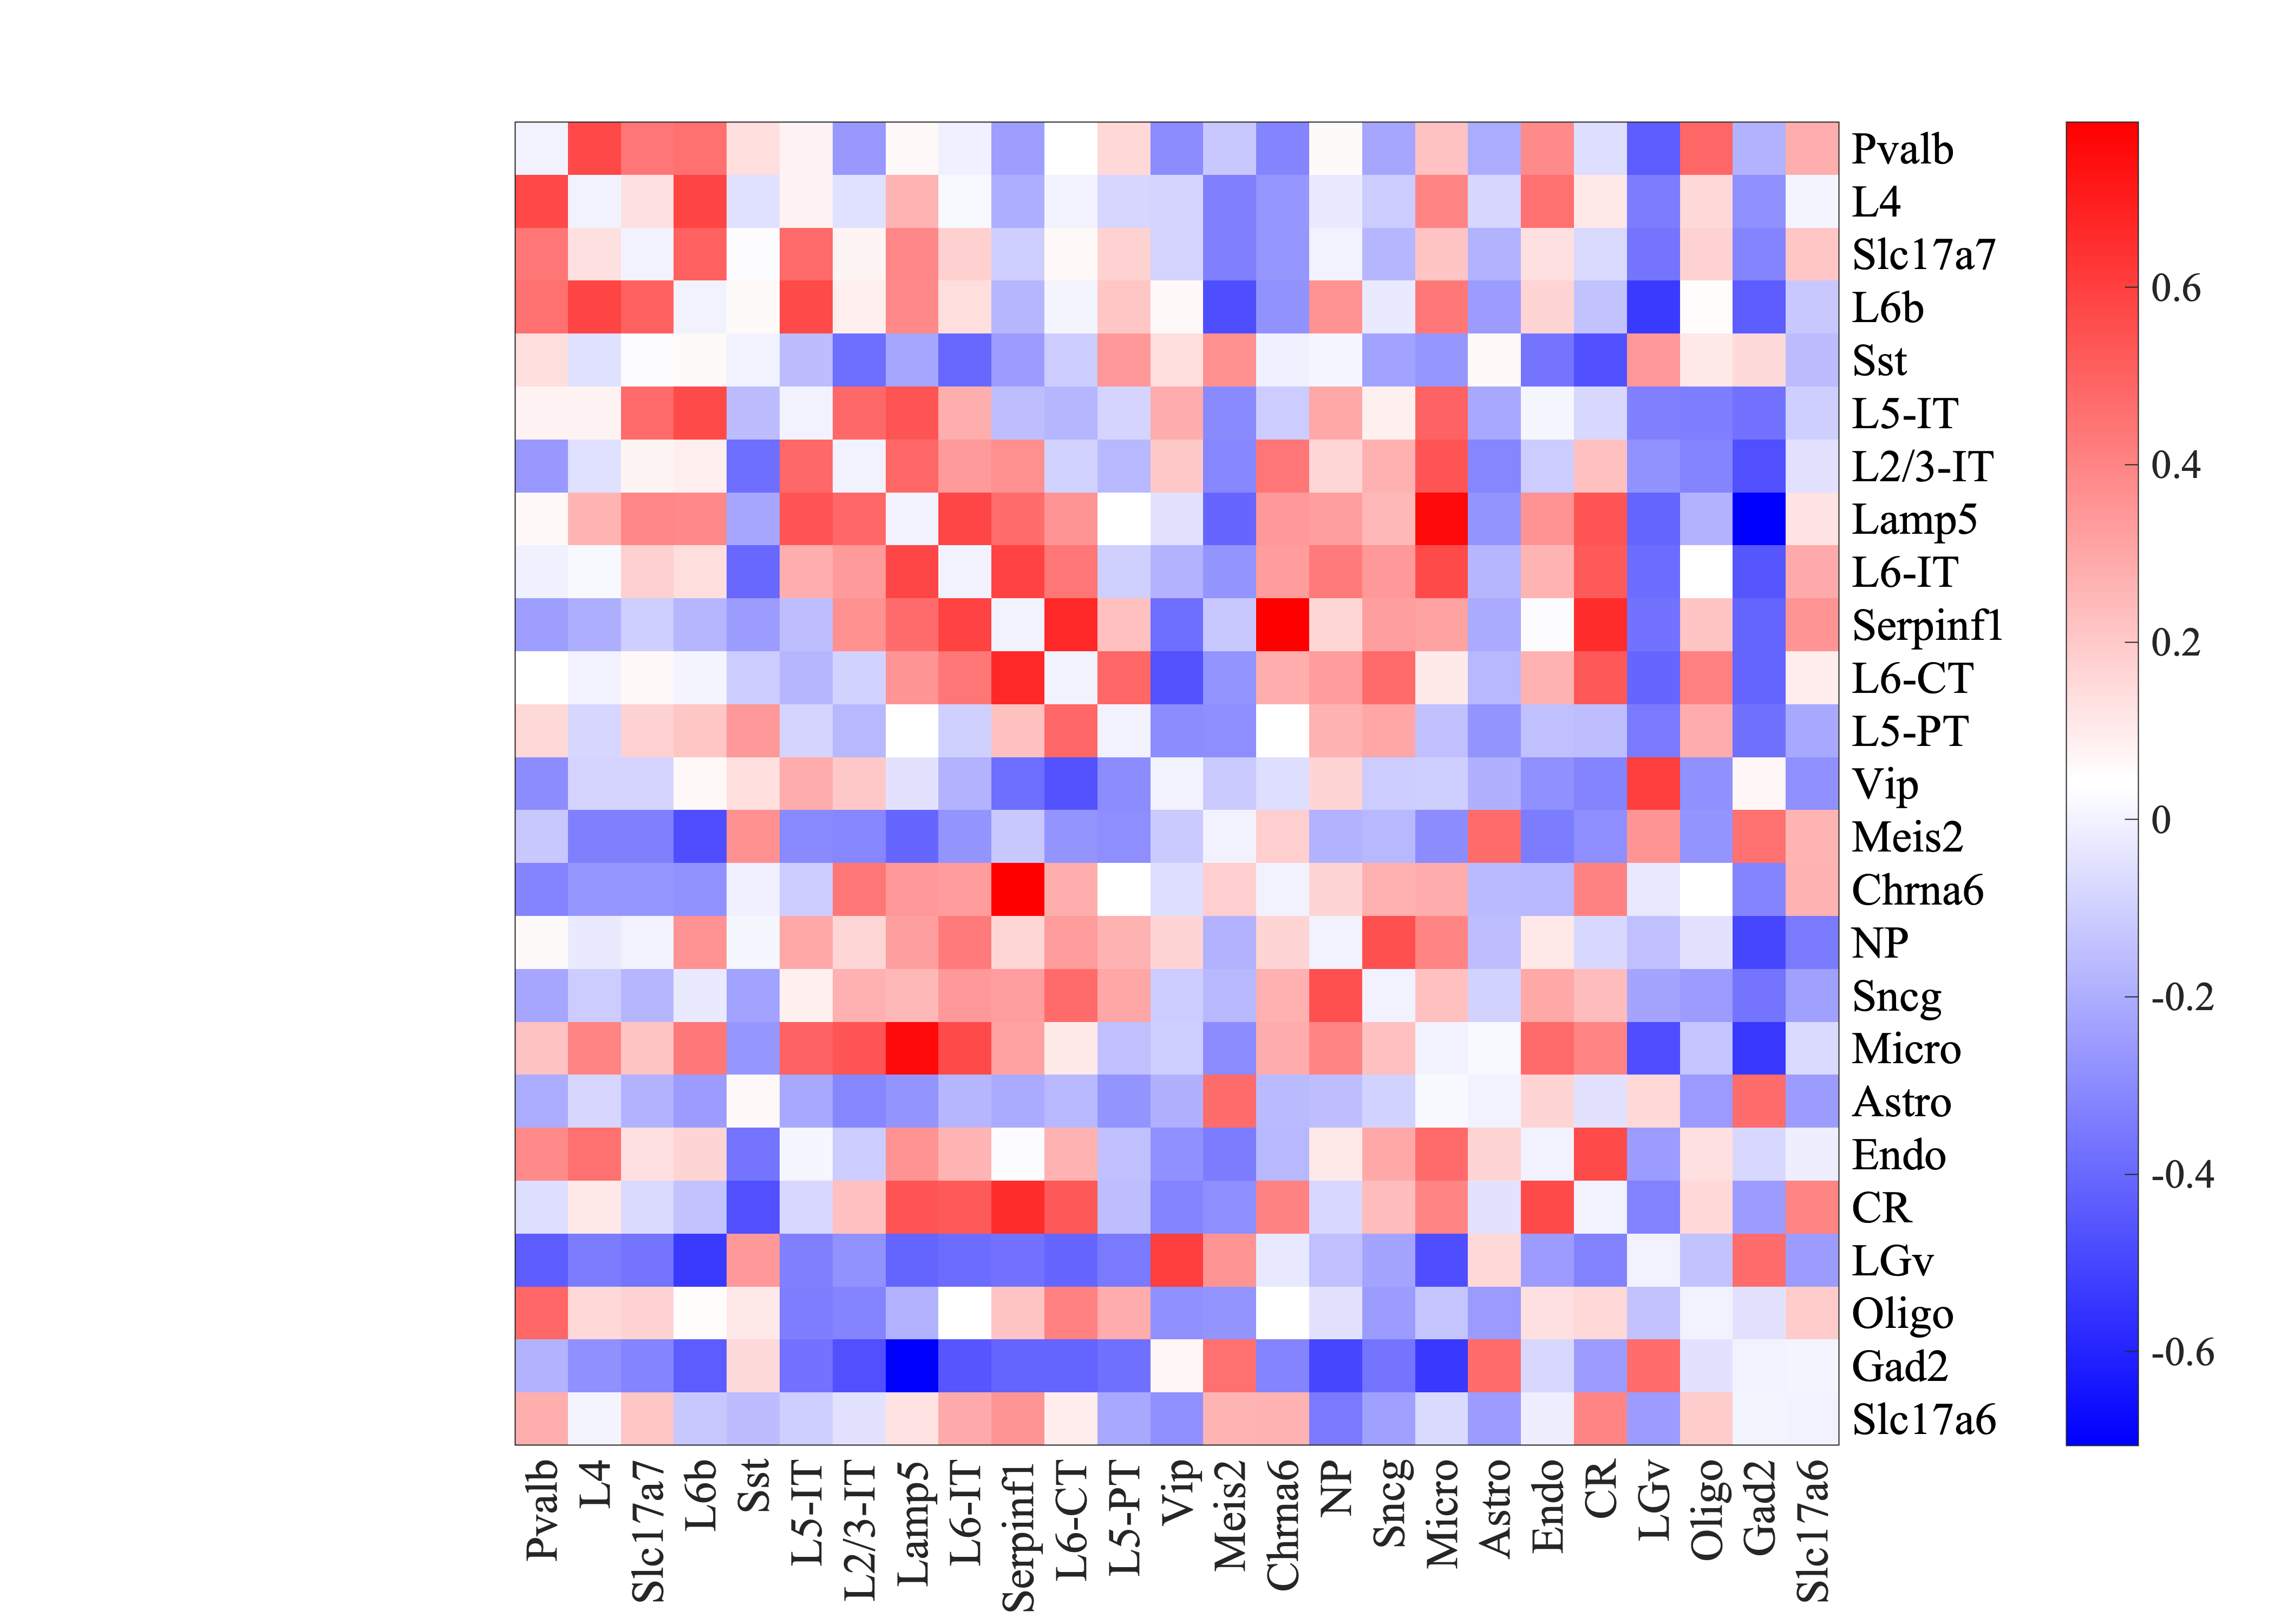 Pvalb
L4
Slc17a7
L6b
Sst
L5-IT
L2/3-IT
Lamp5
L6-IT
Serpinf1
L6-CT
L5-PT
Vip
Meis2
Chrna6
NP
Sncg
Micro
Astro
Endo
CR
LGv
Oligo
Gad2
Slc17a6
0.6
0.4
0.2
0
-0.2
-0.4
-0.6
Pvalb
L4
Slc17a7
L6b
Sst
L5-IT
L2/3-IT
Lamp5
L6-IT
Serpinf1
L6-CT
L5-PT
Vip
Meis2
Chrna6
NP
Sncg
Micro
Astro
Endo
CR
LGv
Oligo
Gad2
Slc17a6